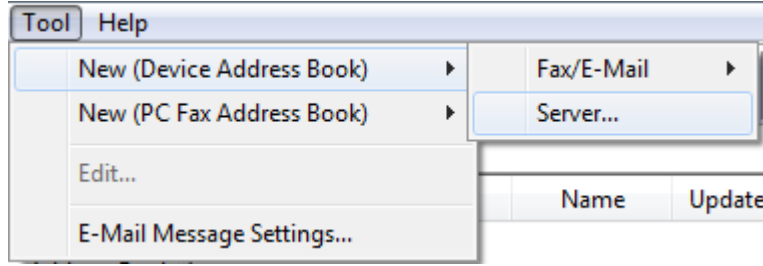 Tool Help
New (Device Address Book)
Fax/E-Mail
New (PC Fax Address Book)
Server...
Edit...
Name Update
E-Mail Message Settings...